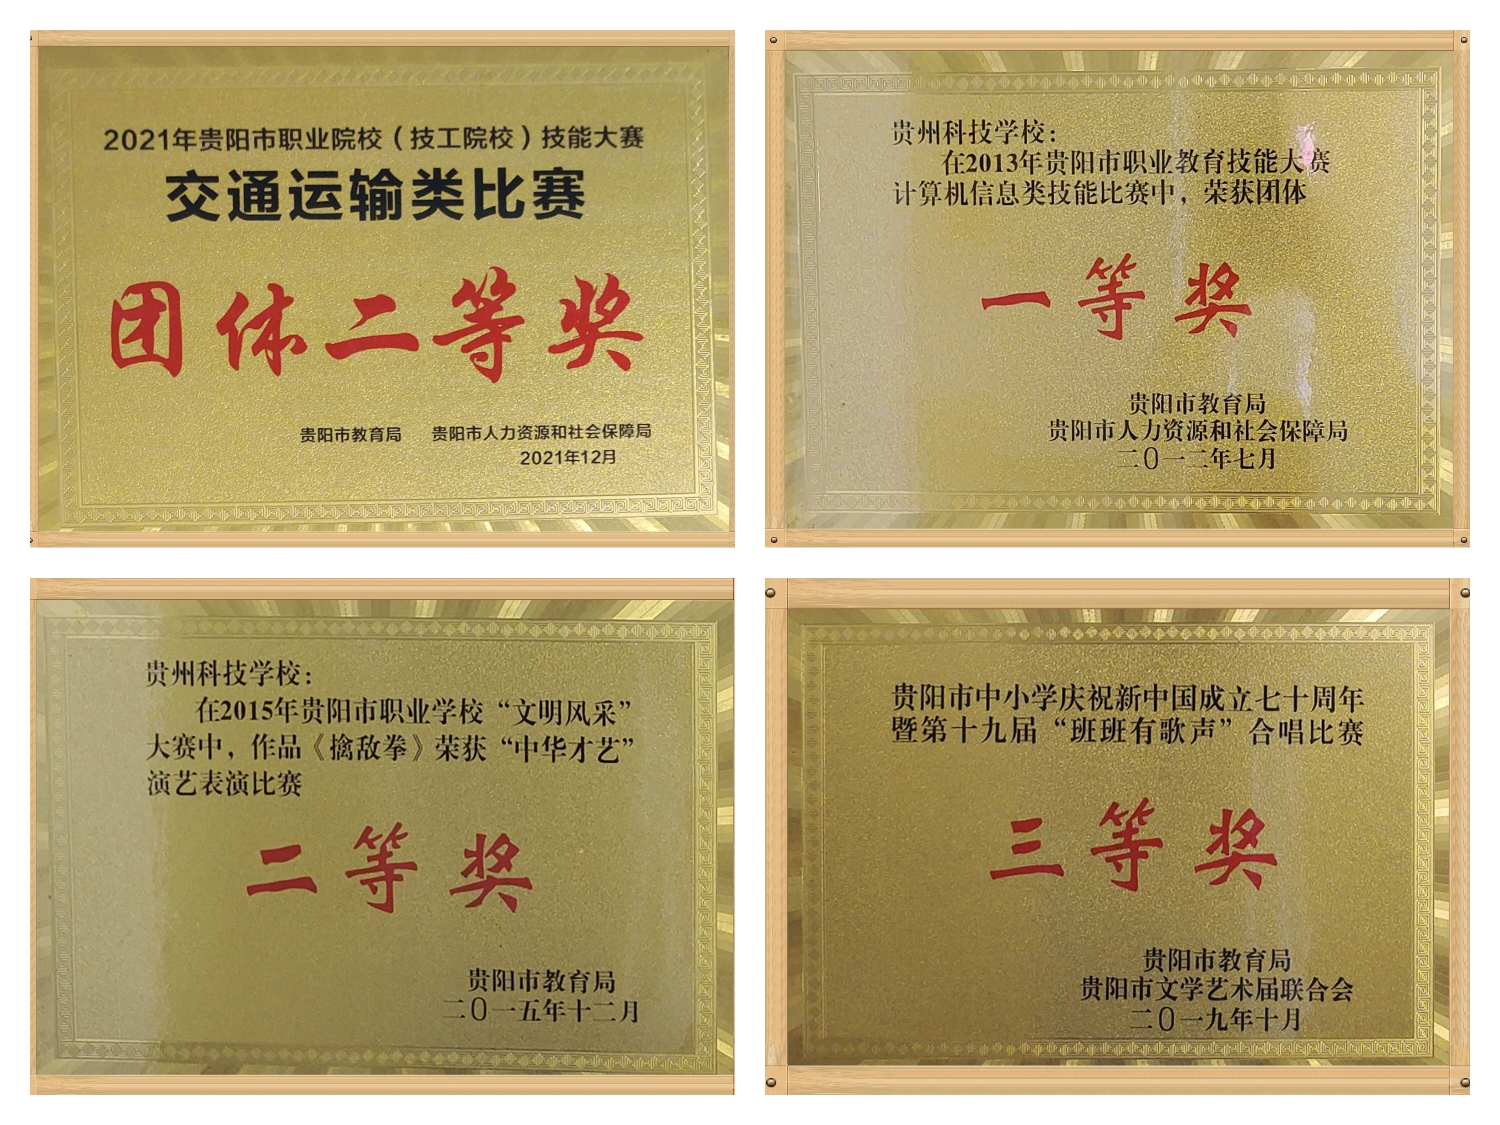 2021年贵阳市职业院校（技工院校）技能大赛
交通运输类比赛
团体二等奖
贵阳市教育局 贵阳市人力资源和社会保障局
2021年12月
贵州科技学校：
在2013年贵阳市职业教育技能大赛
计算机信息类技能比赛中，荣获团体
一等奖
贵阳市教育局
贵阳市人力资源和社会保障局
二〇一二年七月
贵州科技学校：
在2015年贵阳市职业学校“文明风采”
大赛中，作品《擒敌拳》荣获“中华才艺”
演艺表演比赛
二等奖
贵阳市教育局
二〇一五年十二月
贵阳市中小学庆祝新中国成立七十周年
暨第十九届“班班有歌声”合唱比赛
三等奖
贵阳市教育局
贵阳市文学艺术届联合会
二〇一九年十月